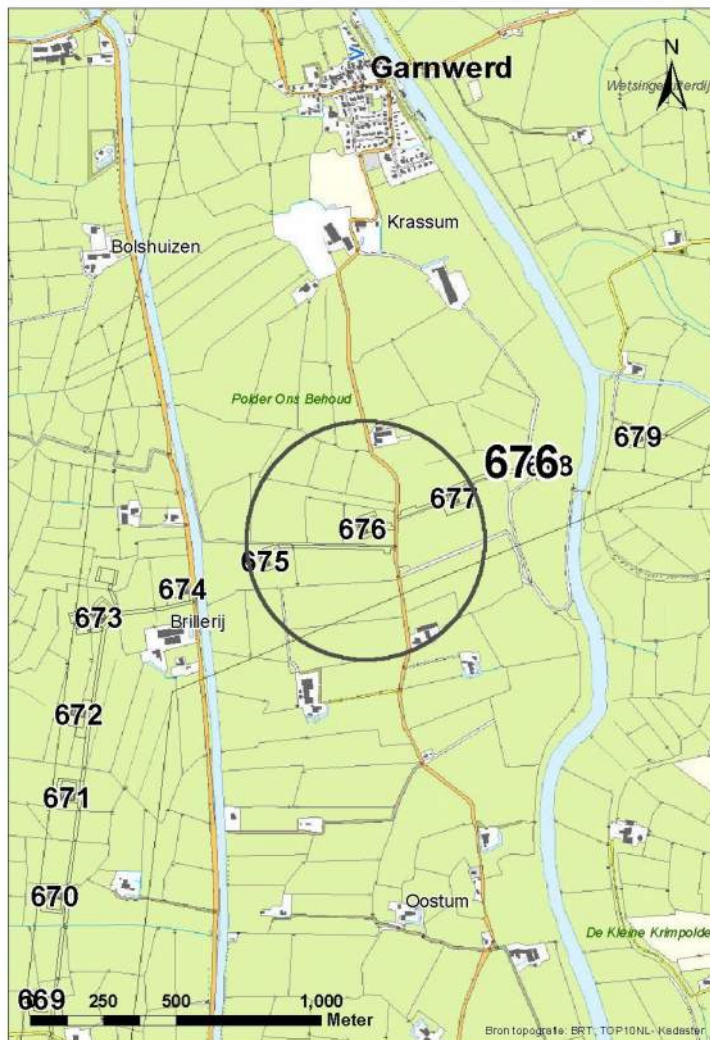 Garnwerd
N
Wetsinge
Krassum
Bolshuizen
Polder Ons Behoud
679
676
677
676
675
674
673
Brillerij
672
671
670
Oostum
De Kleine Krimpolde
669
250 500 1,000
Meter
Bron topografie: BRT, TOP10NL- Kadaster